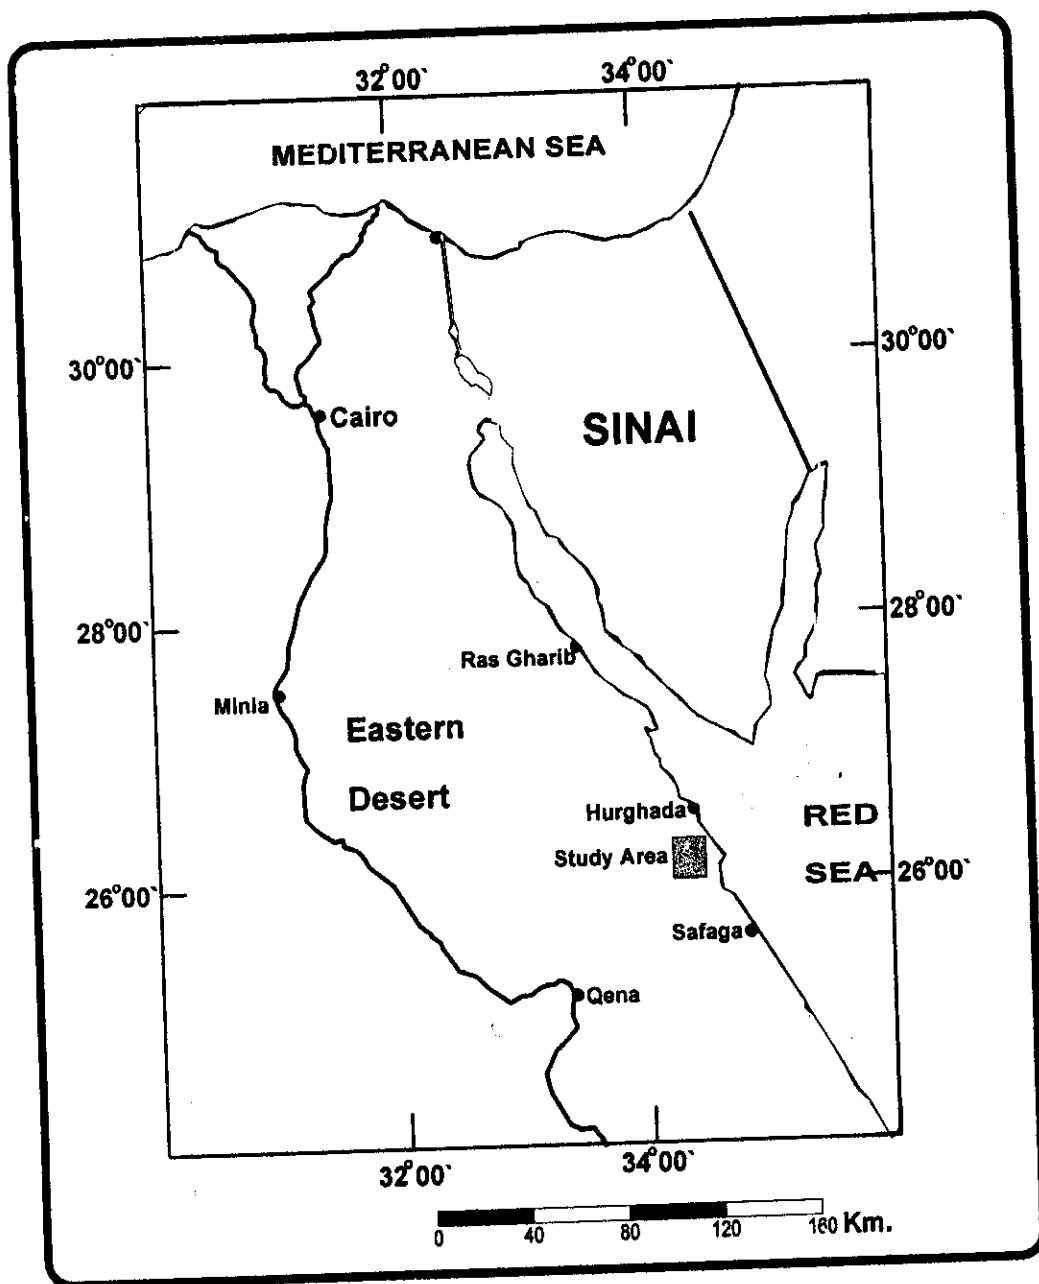 32°00` 34°00`
MEDITERRANEAN SEA
30°00` 30°00`
Cairo SINAI
28°00` 28°00`
Ras Gharib
Minia
Eastern
Desert
Hurghada RED
Study Area SEA
26°00` 26°00`
Safaga
Qena
32°00` 34°00`
0 40 80 120 160 Km.